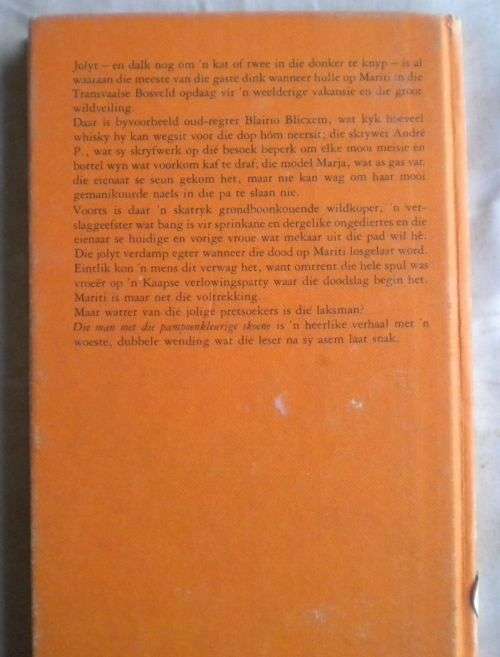 Jolyt – en dalk nog om 'n kat of twee in die donker te knyp – is al
waaraan die meeste van die gaste dink wanneer hulle op Mariti in die
Transvaalse Bosveld opdaag vir 'n weelderige vakansie en die groot
wildveiling.
Daar is byvoorbeeld oud-regter Blairio Blicxem, wat kyk hoeveel
whisky hy kan wegsit voor die dop hóm neersit; die skrywer André
P., wat sy skryfwerk op die besoek beperk om elke mooi meisie en
bottel wyn wat voorkom kaf te draf; die model Marja, wat as gas van
die eienaar se seun gekom het, maar nie kan wag om haar mooi
gemanikuurde naels in die pa te slaan nie.
Voorts is daar 'n skatryk grondboonkouende wildkoper, 'n ver-
slaggeefster wat bang is vir sprinkane en dergelike ongediertes en die
eienaar se huidige en vorige vroue wat mekaar uit die pad wil hê.
Die jolyt verdamp egter wanneer die dood op Mariti losgelaat word.
Eintlik kon 'n mens dit verwag het, want omtrent die hele spul was
vroeër op 'n Kaapse verlowingsparty waar die doodslag begin het.
Mariti is maar net die voltrekking.
Maar watter van die jolige pretsoekers is die laksman?
Die man met die pampoenkleurige skoene is 'n heerlike verhaal met 'n
woeste, dubbele wending wat die leser na sy asem laat snak.